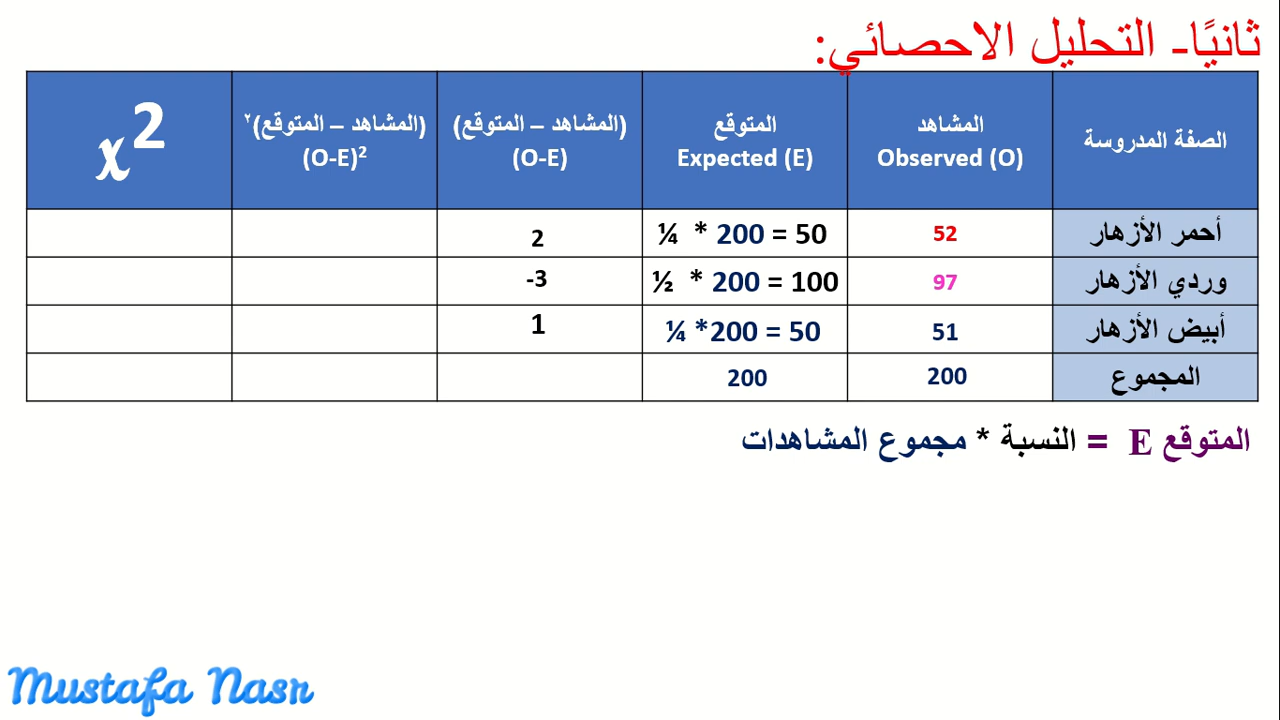 ثانيًا- التحليل الاحصائي:
الصفة المدروسة
المشاهد
Observed (O)
المتوقع
Expected (E)
(المشاهد – المتوقع)
(O-E)
(المشاهد – المتوقع)٢
(O-E)2
x2
أحمر الأزهار 52 ¼ * 200 = 50 2
وردي الأزهار 97 ½ * 200 = 100 -3
أبيض الأزهار 51 ¼ *200 = 50 1
المجموع 200 200
المتوقع E = النسبة * مجموع المشاهدات
Mustafa Nasr